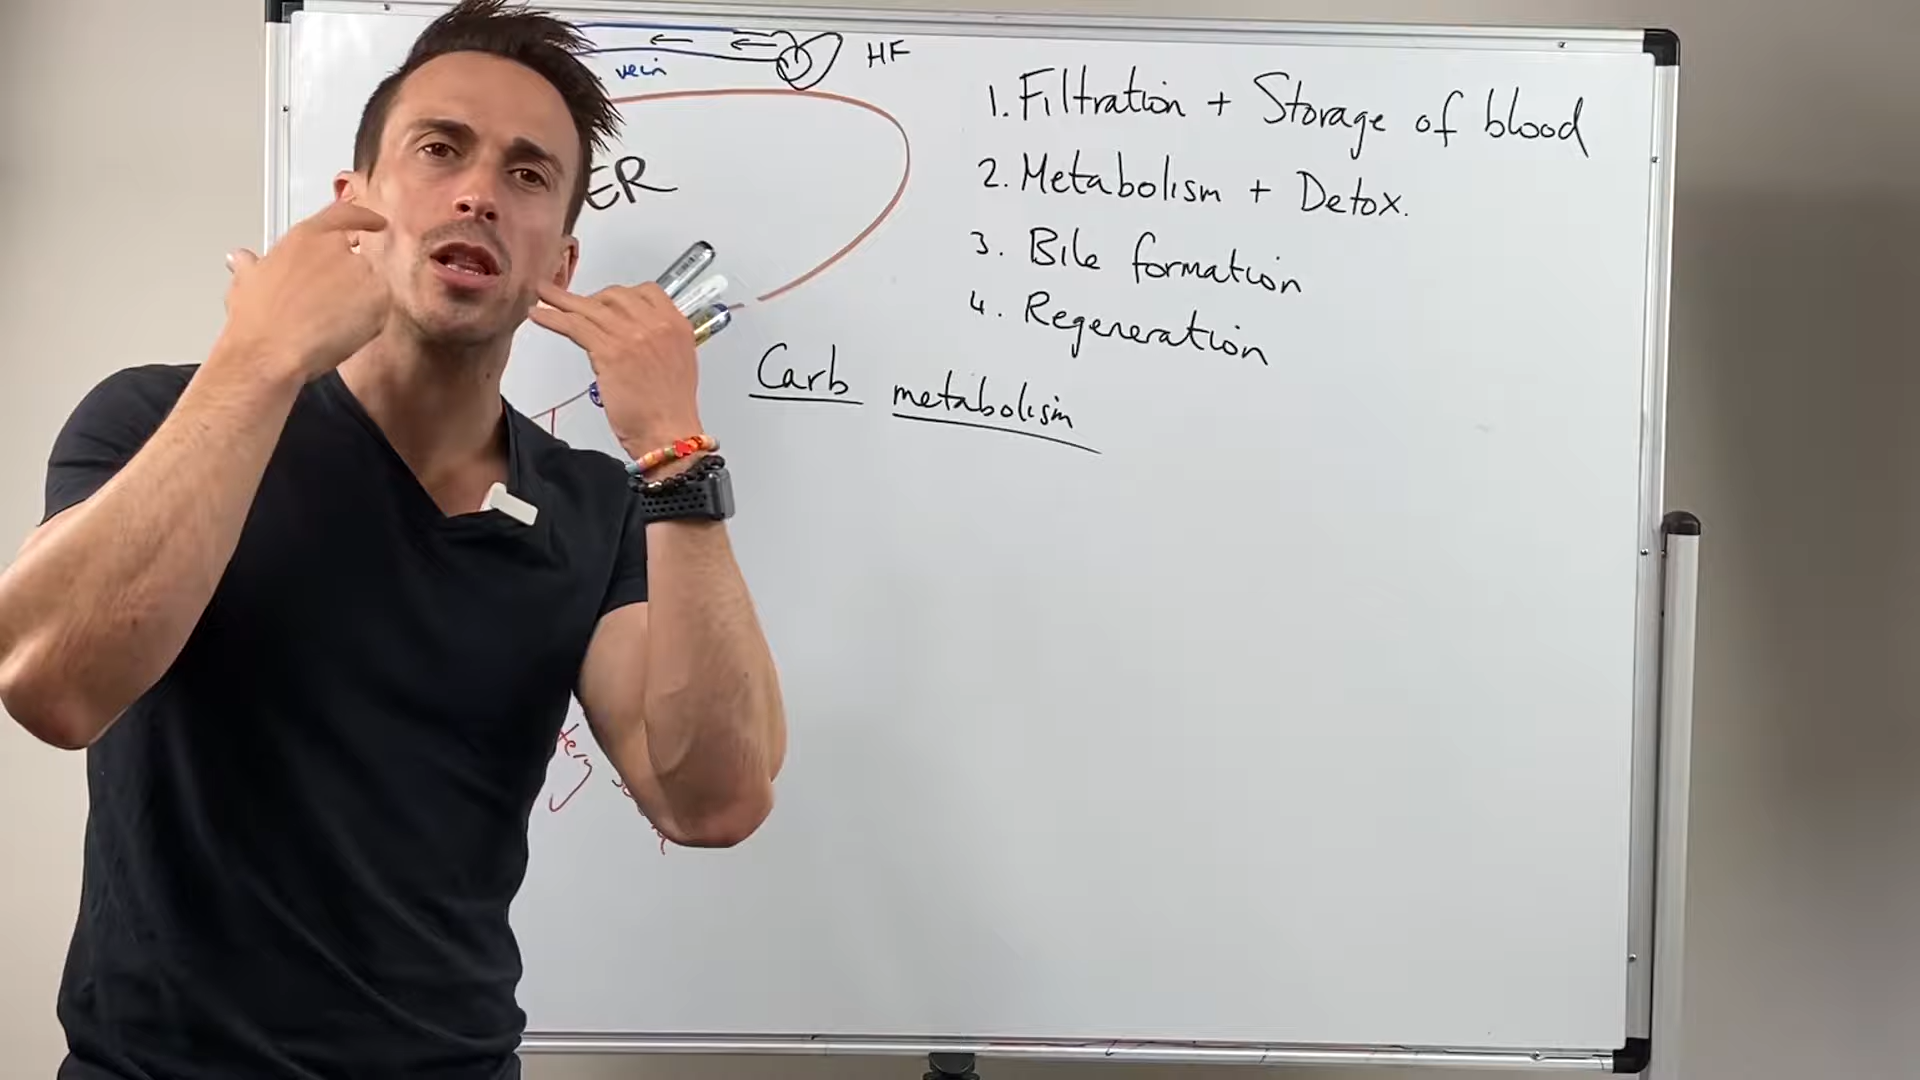 HF
vein
ER
1. Filtration + Storage of blood
2. Metabolism + Detox.
3. Bile formation
4. Regeneration
Carb metabolism